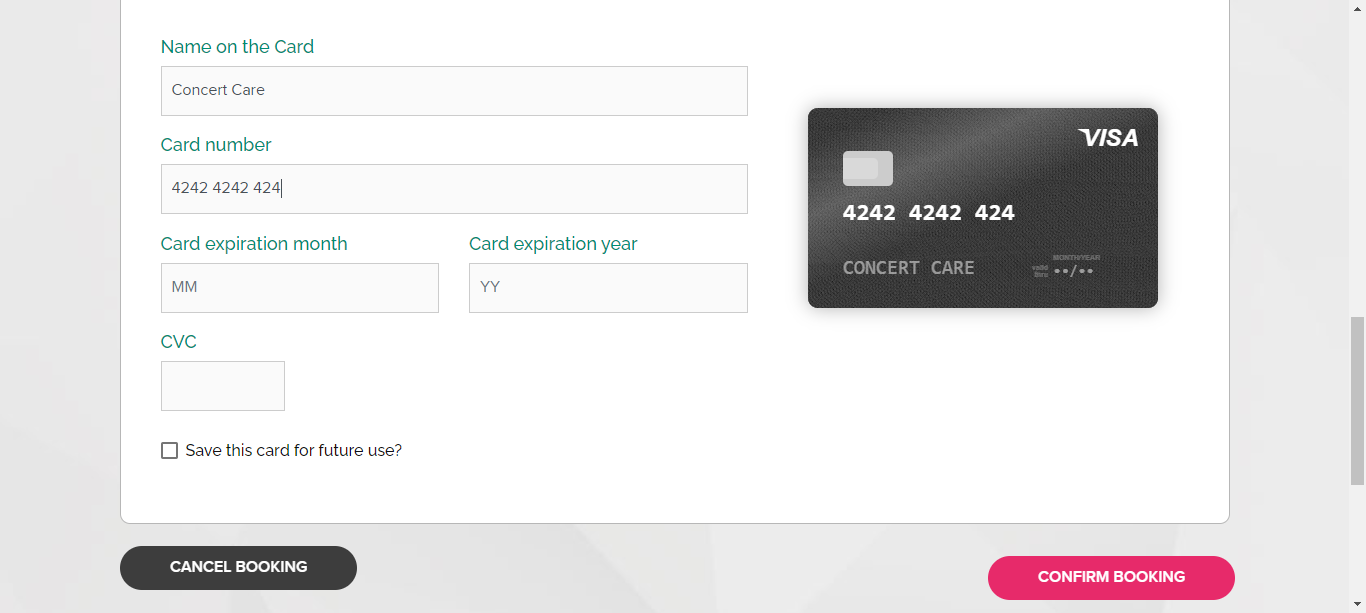 Name on the Card
Concert Care
Card number
4242 4242 424
Card expiration month
Card expiration year
MM
YY
CVC
Save this card for future use?
VISA
4242 4242 424
CONCERT CARE
MONTH/YEAR
valid
thru
••/••
CANCEL BOOKING
CONFIRM BOOKING